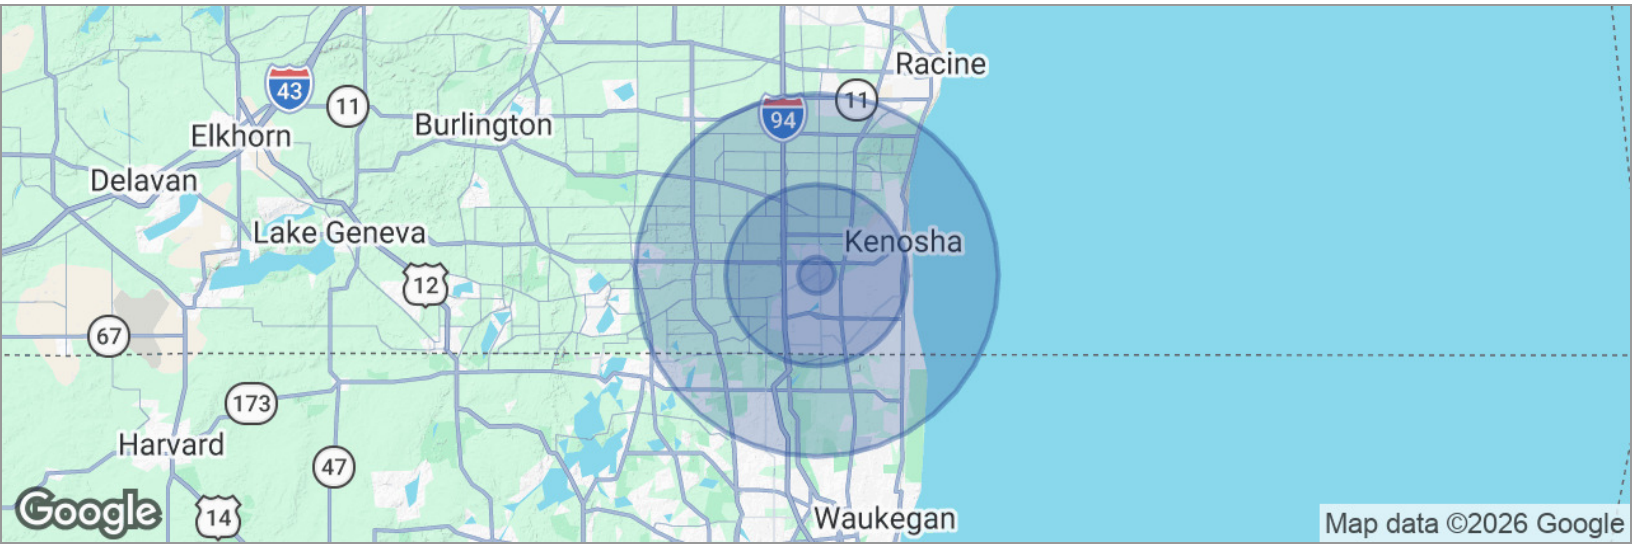 Racine
43
11
11
94
Burlington
Elkhorn
Delavan
Lake Geneva
Kenosha
12
67
173
Harvard
47
14
Google
Waukegan
Map data ©2026 Google